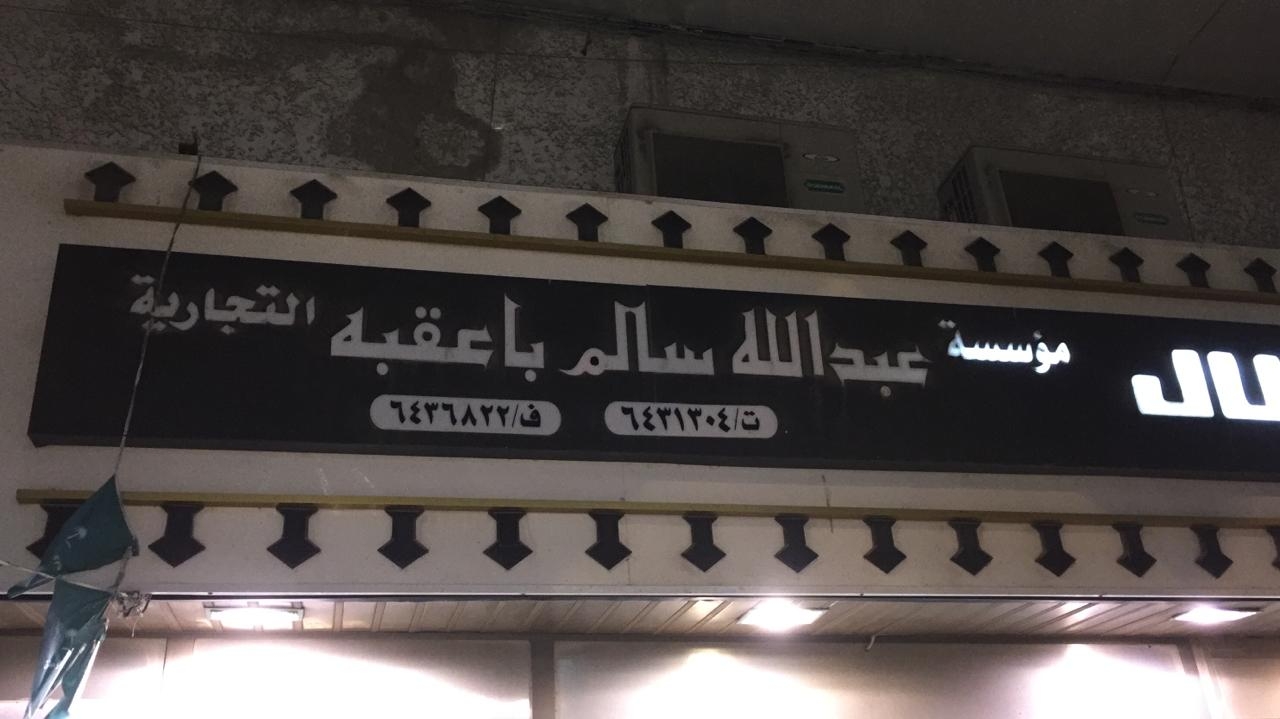 مؤسسة عبدالله سالم باعقبه التجارية
ت/٦٤٣١٣٠٤ ف/٦٤٣٦٨٢٢